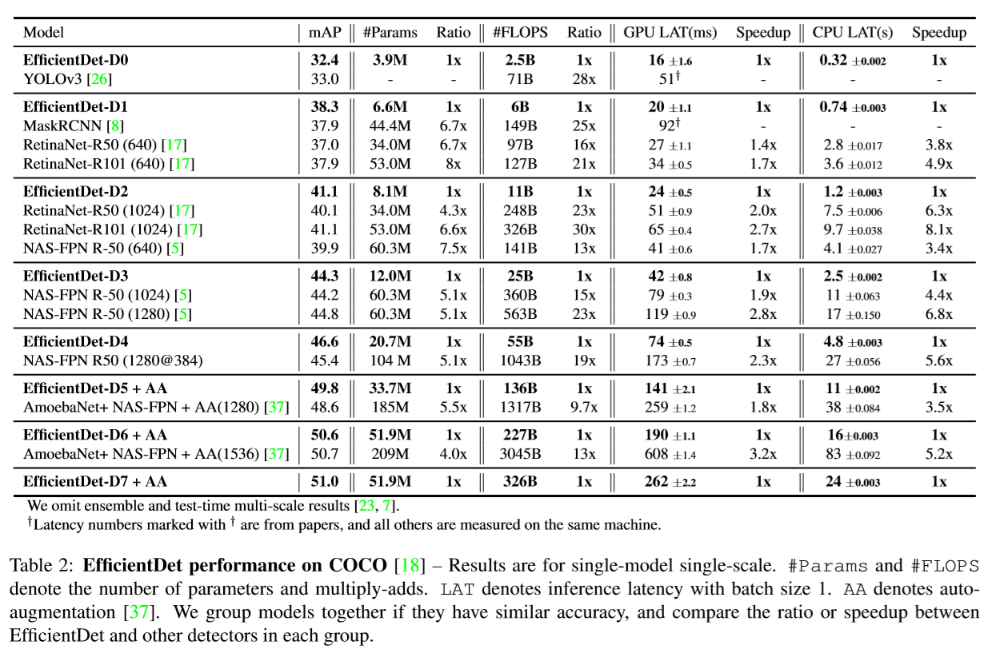 Model mAP #Params Ratio #FLOPS Ratio GPU LAT(ms) Speedup CPU LAT(s) Speedup
EfficientDet-D0 32.4 3.9M 1x 2.5B 1x 16 ±1.6 1x 0.32 ±0.002 1x
YOLOv3 [26] 33.0 - - 71B 28x 51† - - -
EfficientDet-D1 38.3 6.6M 1x 6B 1x 20 ±1.1 1x 0.74 ±0.003 1x
MaskRCNN [8] 37.9 44.4M 6.7x 149B 25x 92† - - -
RetinaNet-R50 (640) [17] 37.0 34.0M 6.7x 97B 16x 27 ±1.1 1.4x 2.8 ±0.017 3.8x
RetinaNet-R101 (640) [17] 37.9 53.0M 8x 127B 21x 34 ±0.5 1.7x 3.6 ±0.012 4.9x
EfficientDet-D2 41.1 8.1M 1x 11B 1x 24 ±0.5 1x 1.2 ±0.003 1x
RetinaNet-R50 (1024) [17] 40.1 34.0M 4.3x 248B 23x 51 ±0.9 2.0x 7.5 ±0.006 6.3x
RetinaNet-R101 (1024) [17] 41.1 53.0M 6.6x 326B 30x 65 ±0.4 2.7x 9.7 ±0.038 8.1x
NAS-FPN R-50 (640) [5] 39.9 60.3M 7.5x 141B 13x 41 ±0.6 1.7x 4.1 ±0.027 3.4x
EfficientDet-D3 44.3 12.0M 1x 25B 1x 42 ±0.8 1x 2.5 ±0.002 1x
NAS-FPN R-50 (1024) [5] 44.2 60.3M 5.1x 360B 15x 79 ±0.3 1.9x 11 ±0.063 4.4x
NAS-FPN R-50 (1280) [5] 44.8 60.3M 5.1x 563B 23x 119 ±0.9 2.8x 17 ±0.150 6.8x
EfficientDet-D4 46.6 20.7M 1x 55B 1x 74 ±0.5 1x 4.8 ±0.003 1x
NAS-FPN R50 (1280@384) 45.4 104 M 5.1x 1043B 19x 173 ±0.7 2.3x 27 ±0.056 5.6x
EfficientDet-D5 + AA 49.8 33.7M 1x 136B 1x 141 ±2.1 1x 11 ±0.002 1x
AmoebaNet+ NAS-FPN + AA(1280) [37] 48.6 185M 5.5x 1317B 9.7x 259 ±1.2 1.8x 38 ±0.084 3.5x
EfficientDet-D6 + AA 50.6 51.9M 1x 227B 1x 190 ±1.1 1x 16±0.003 1x
AmoebaNet+ NAS-FPN + AA(1536) [37] 50.7 209M 4.0x 3045B 13x 608 ±1.4 3.2x 83 ±0.092 5.2x
EfficientDet-D7 + AA 51.0 51.9M 1x 326B 1x 262 ±2.2 1x 24 ±0.003 1x
We omit ensemble and test-time multi-scale results [23, 7].
†Latency numbers marked with † are from papers, and all others are measured on the same machine.
Table 2: EfficientDet performance on COCO [18] – Results are for single-model single-scale. #Params and #FLOPS
denote the number of parameters and multiply-adds. LAT denotes inference latency with batch size 1. AA denotes auto-
augmentation [37]. We group models together if they have similar accuracy, and compare the ratio or speedup between
EfficientDet and other detectors in each group.